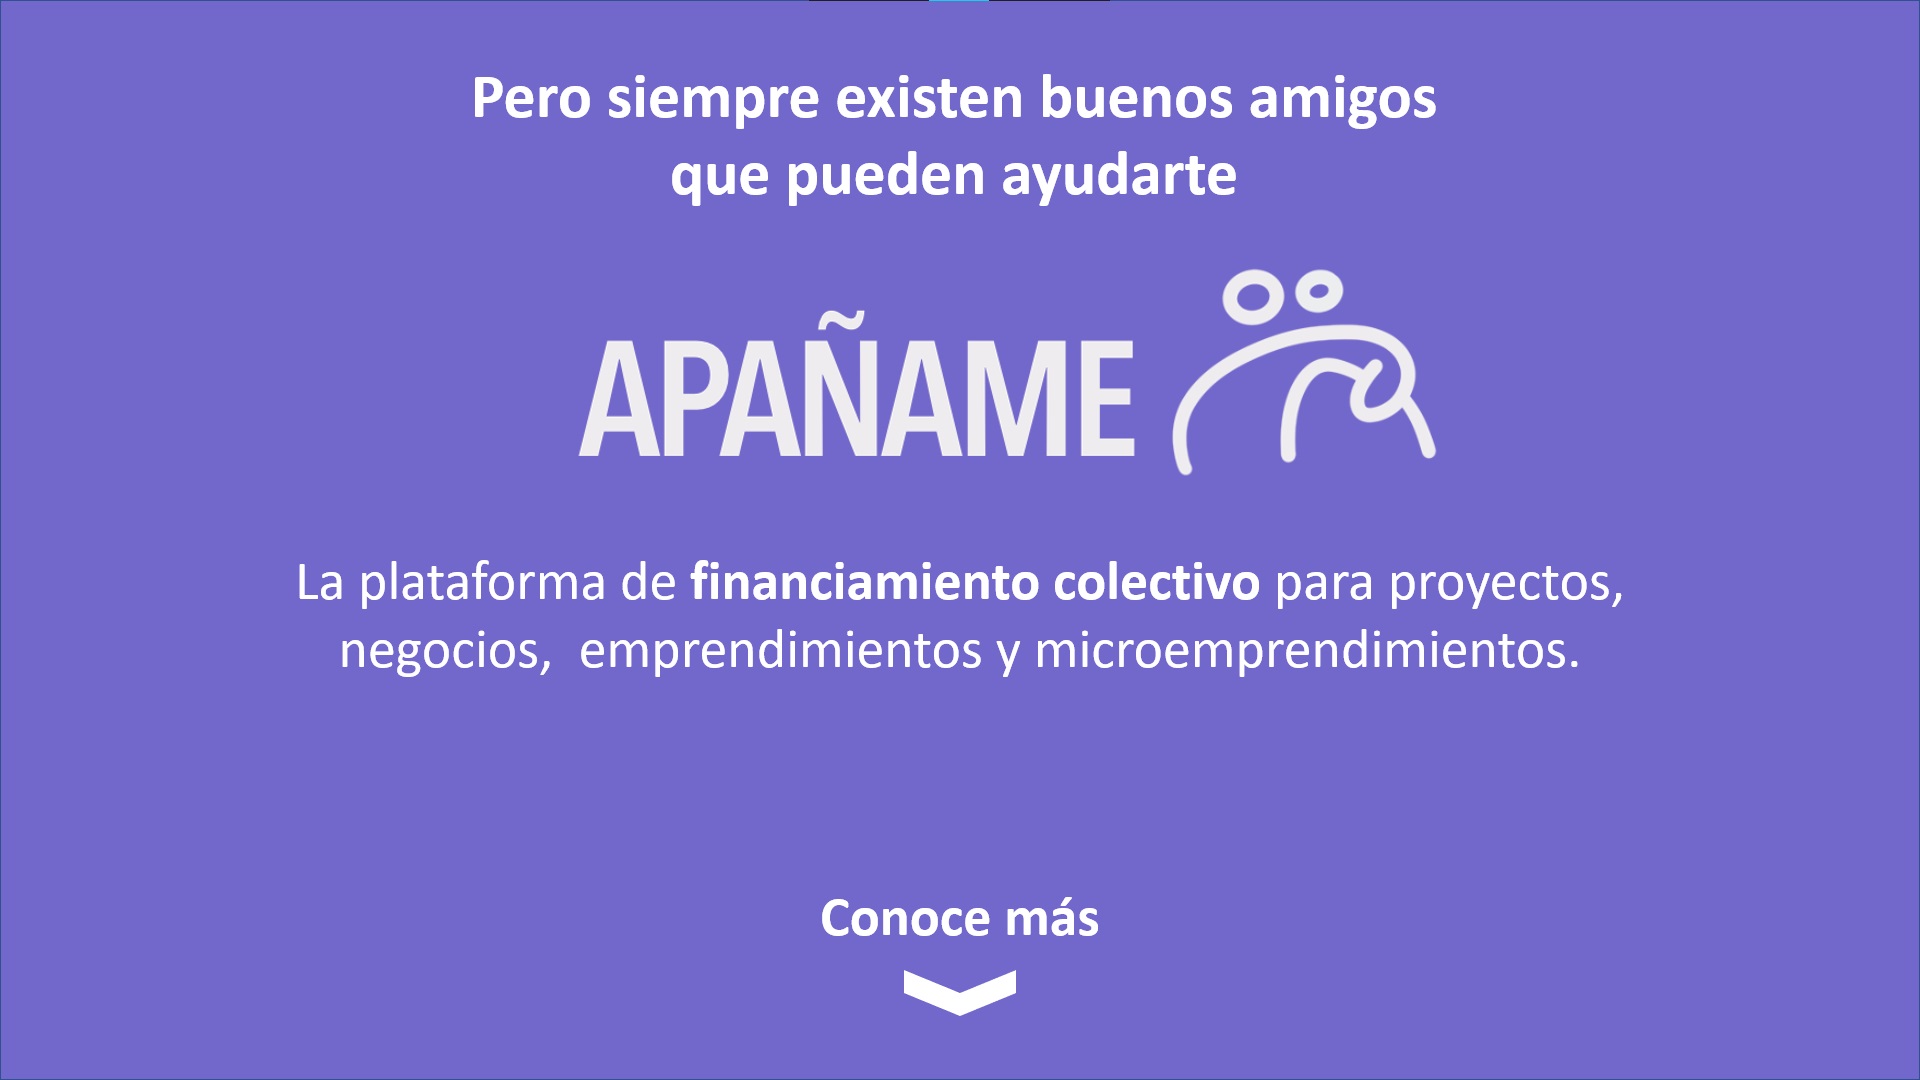 Pero siempre existen buenos amigos
que pueden ayudarte
APAÑAME
La plataforma de financiamiento colectivo para proyectos,
negocios,  emprendimientos y microemprendimientos.
Conoce más